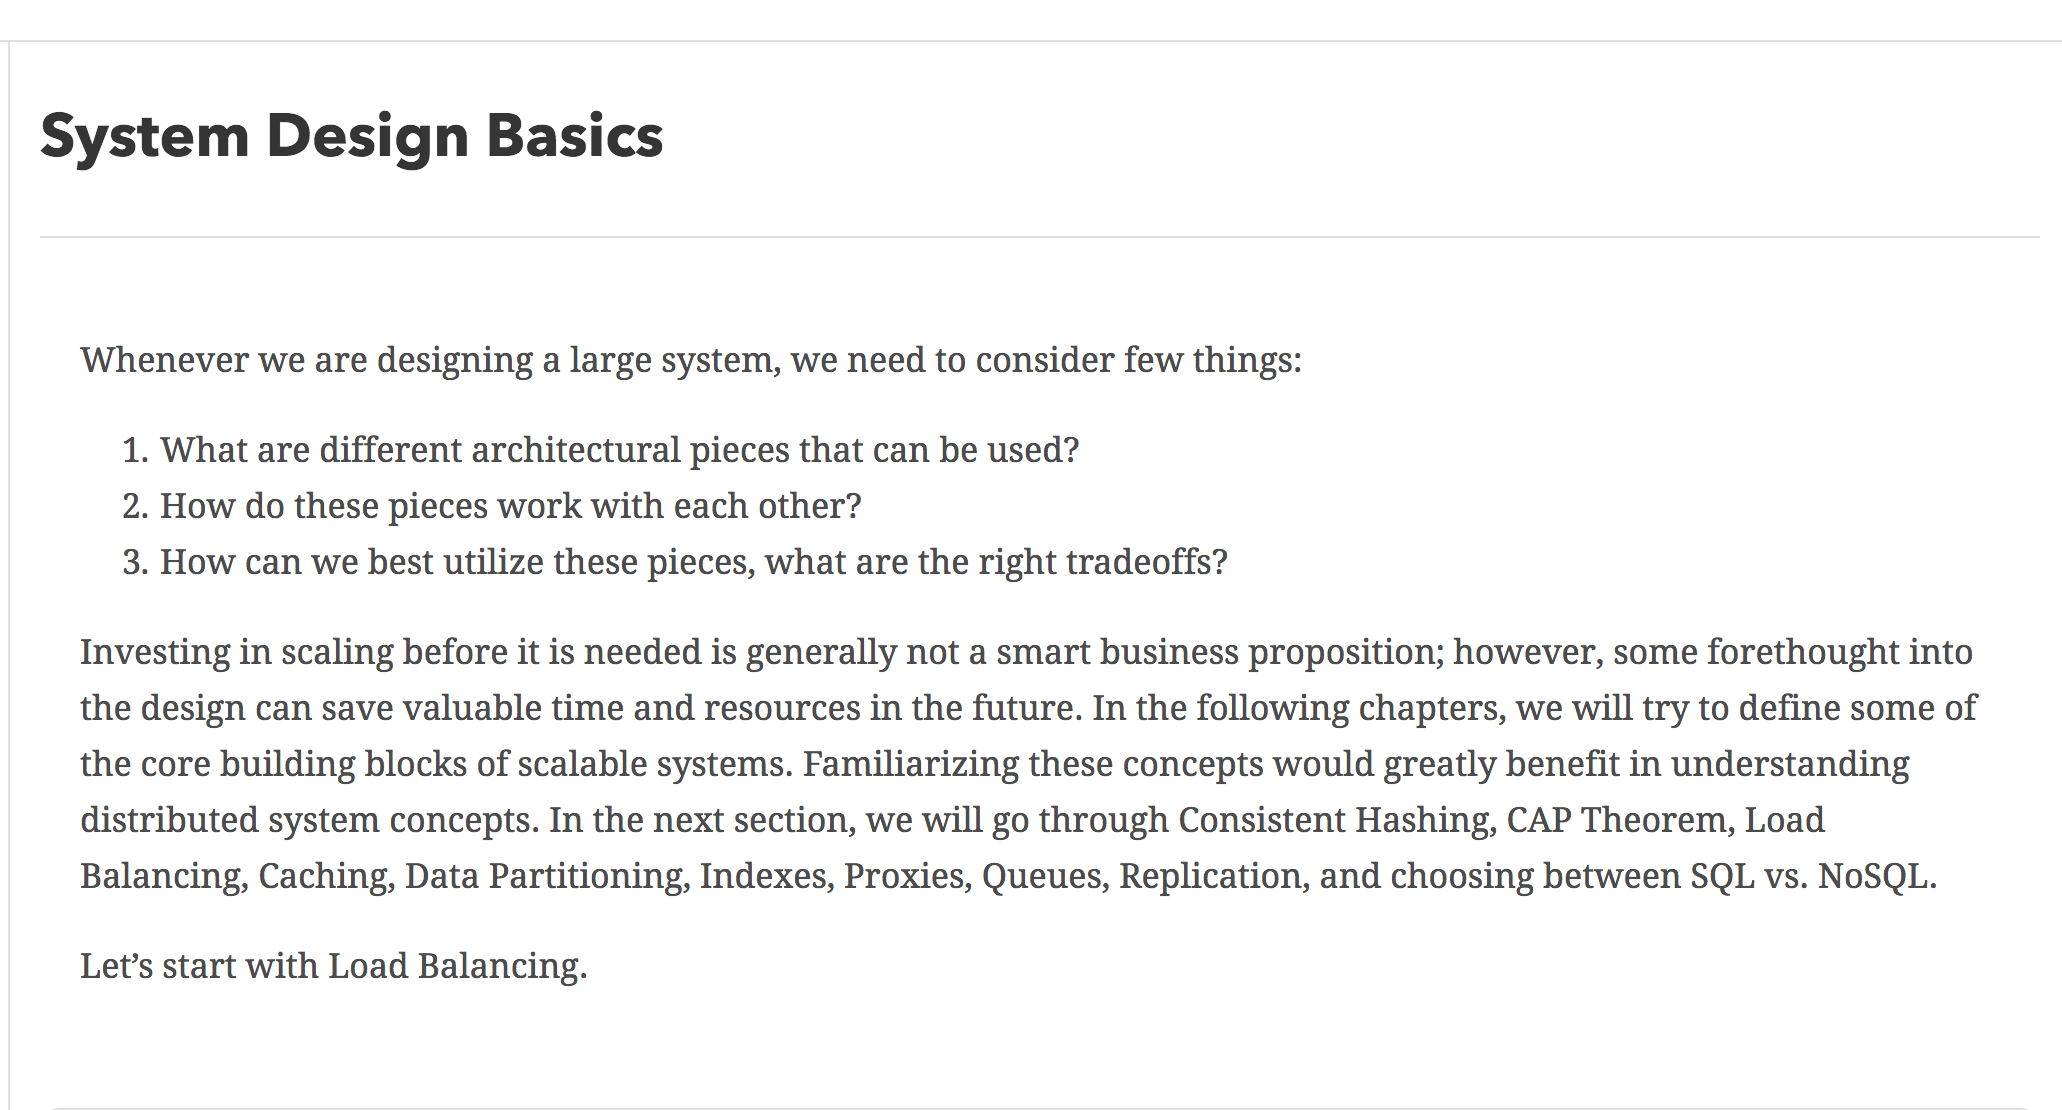 System Design Basics
Whenever we are designing a large system, we need to consider few things:
1. What are different architectural pieces that can be used?
2. How do these pieces work with each other?
3. How can we best utilize these pieces, what are the right tradeoffs?
Investing in scaling before it is needed is generally not a smart business proposition; however, some forethought into
the design can save valuable time and resources in the future. In the following chapters, we will try to define some of
the core building blocks of scalable systems. Familiarizing these concepts would greatly benefit in understanding
distributed system concepts. In the next section, we will go through Consistent Hashing, CAP Theorem, Load
Balancing, Caching, Data Partitioning, Indexes, Proxies, Queues, Replication, and choosing between SQL vs. NoSQL.
Let’s start with Load Balancing.